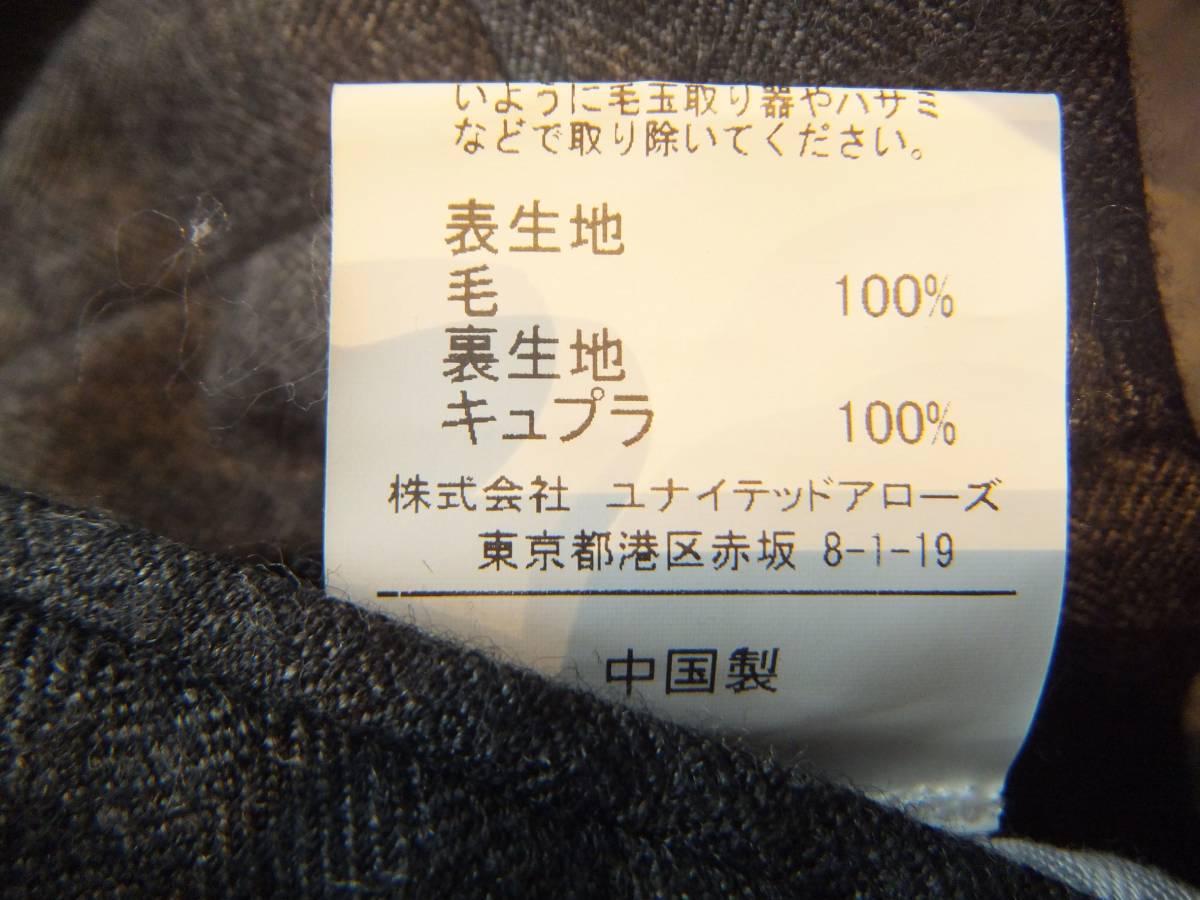 いように毛玉取り器やハサミ
などで取り除いてください。
表生地
毛 100%
裏生地
キュプラ 100%
株式会社 ユナイテッドアローズ
東京都港区赤坂 8-1-19
中国製